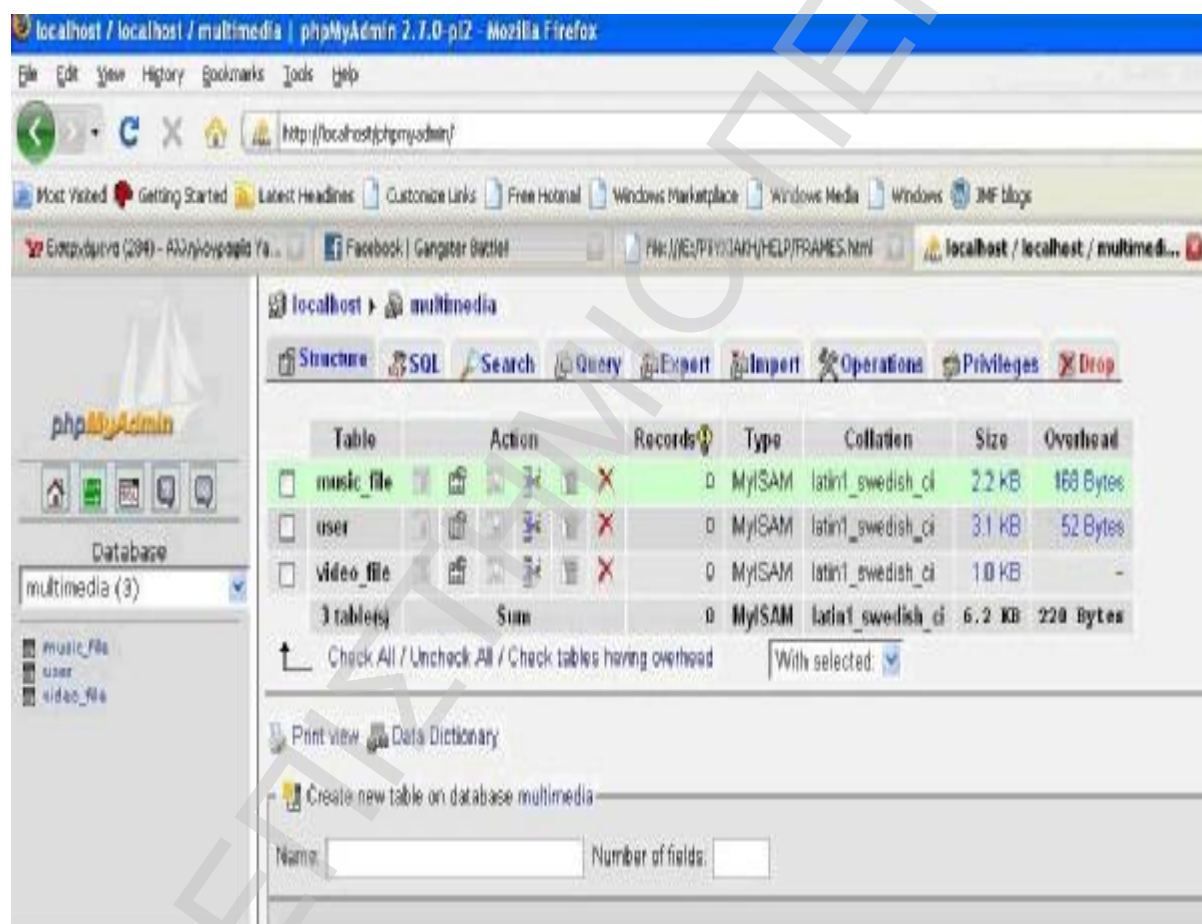 localhost / localhost / multimedia | phpMyAdmin 2.7.0-pl2 - Mozilla Firefox
File Edit View History Bookmarks Tools Help
http://localhost/phpmyadmin/
Most Visited Getting Started Latest Headlines Customize Links Free Hotmail Windows Marketplace Windows Media Windows JMF blogs
Εισερχόμενα (284) - Αλληλογραφία Ya... Facebook | Gangster Battle! localhost / localhost / multimedi...
localhost multimedia
Structure SQL Search Query Export Import Operations Privileges Drop
phpMyAdmin
Database
multimedia (3)
music_file
user
video_file
Table Action Records Type Collation Size Overhead
music_file 0 MyISAM latin1_swedish_ci 2.2 KB 168 Bytes
user 0 MyISAM latin1_swedish_ci 3.1 KB 52 Bytes
video_file 0 MyISAM latin1_swedish_ci 1.0 KB -
3 table(s) Sum 0 MyISAM latin1_swedish_ci 6.2 KB 220 Bytes
Check All / Uncheck All / Check tables having overhead With selected:
Print view Data Dictionary
Create new table on database multimedia
Name: Number of fields: